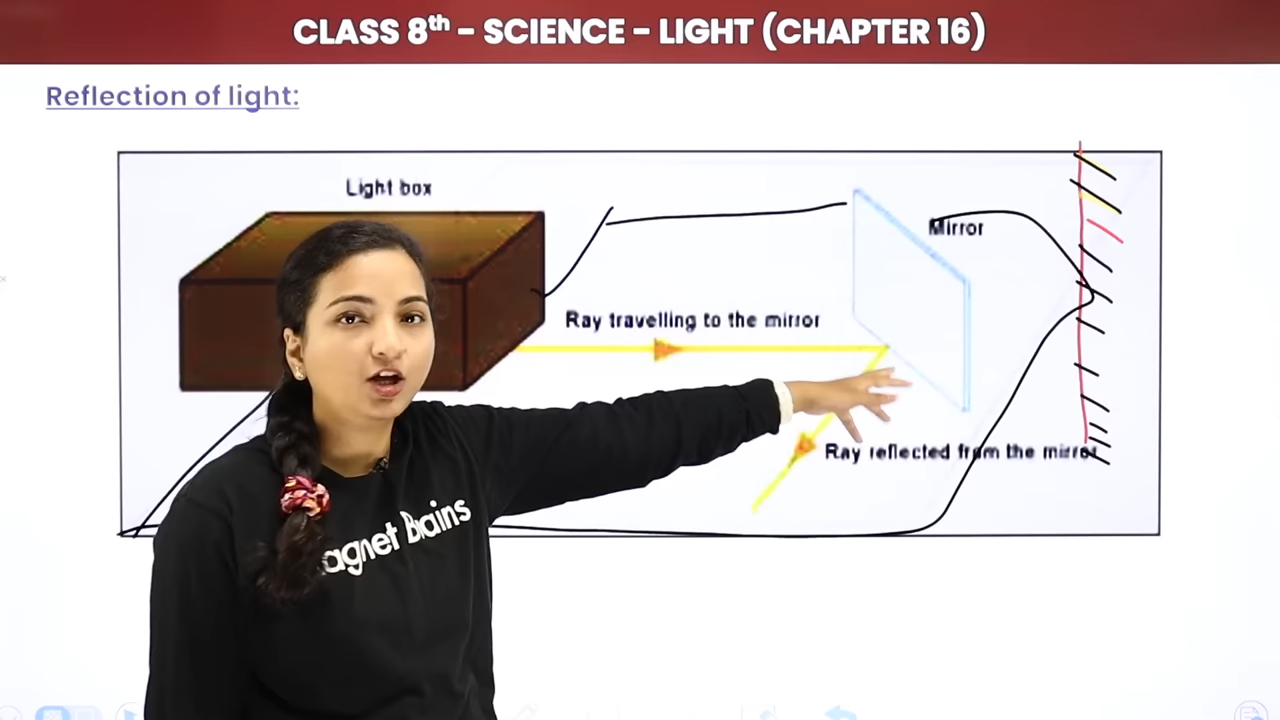 CLASS 8th – SCIENCE – LIGHT (CHAPTER 16)
Reflection of light:
Light box
Mirror
Ray travelling to the mirror
Ray reflected from the mirror
agnet Brains